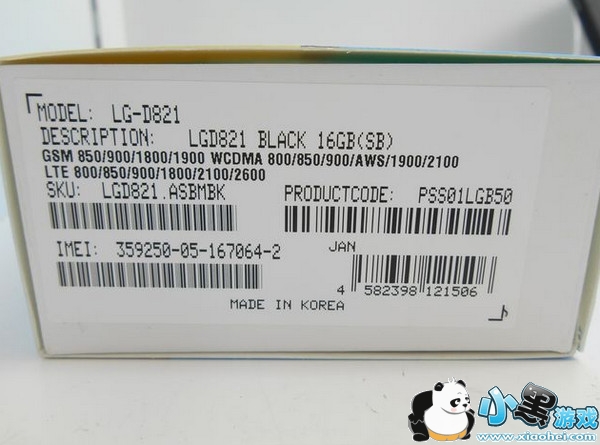 MODEL: LG-D821
DESCRIPTION: LGD821 BLACK 16GB(SB)
GSM 850/900/1800/1900 WCDMA 800/850/900/AWS/1900/2100
LTE 800/850/900/1800/2100/2600
SKU: LGD821.ASBMBK
PRODUCTCODE: PSS01LGB50
IMEI: 359250-05-167064-2
JAN
4 582398 121506
MADE IN KOREA
小黑游戏
www.xiaohei.com